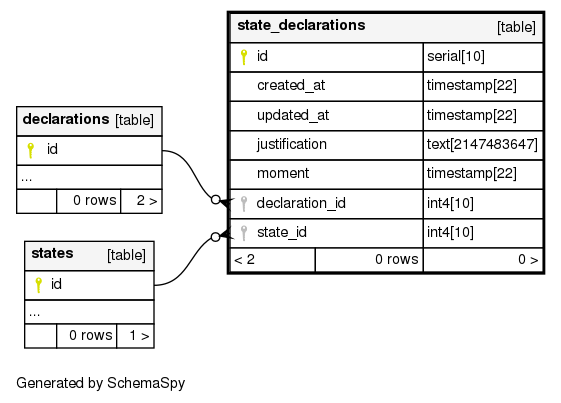 state_declarations [table]
id serial[10]
created_at timestamp[22]
updated_at timestamp[22]
justification text[2147483647]
moment timestamp[22]
declaration_id int4[10]
state_id int4[10]
< 2 0 rows 0 >
declarations [table]
id
...
0 rows 2 >
states [table]
id
...
0 rows 1 >
Generated by SchemaSpy